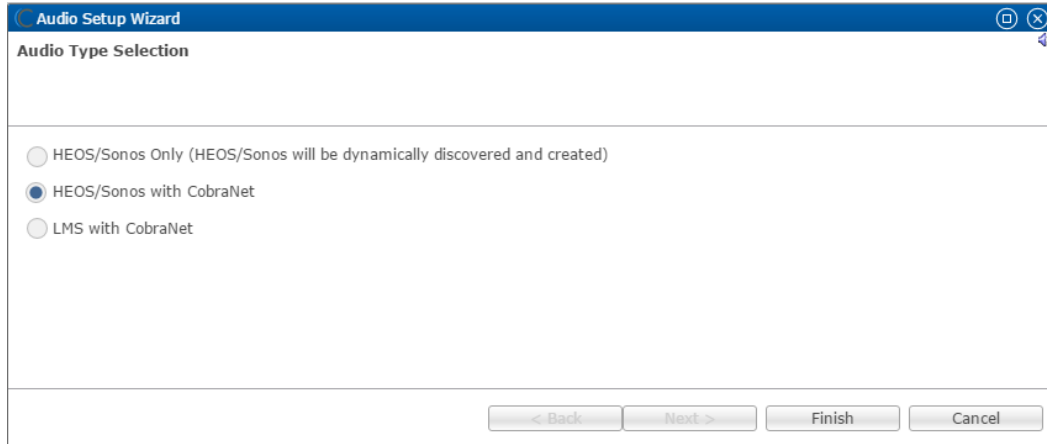 Audio Setup Wizard
Audio Type Selection
HEOS/Sonos Only (HEOS/Sonos will be dynamically discovered and created)
HEOS/Sonos with CobraNet
LMS with CobraNet
< Back Next > Finish Cancel